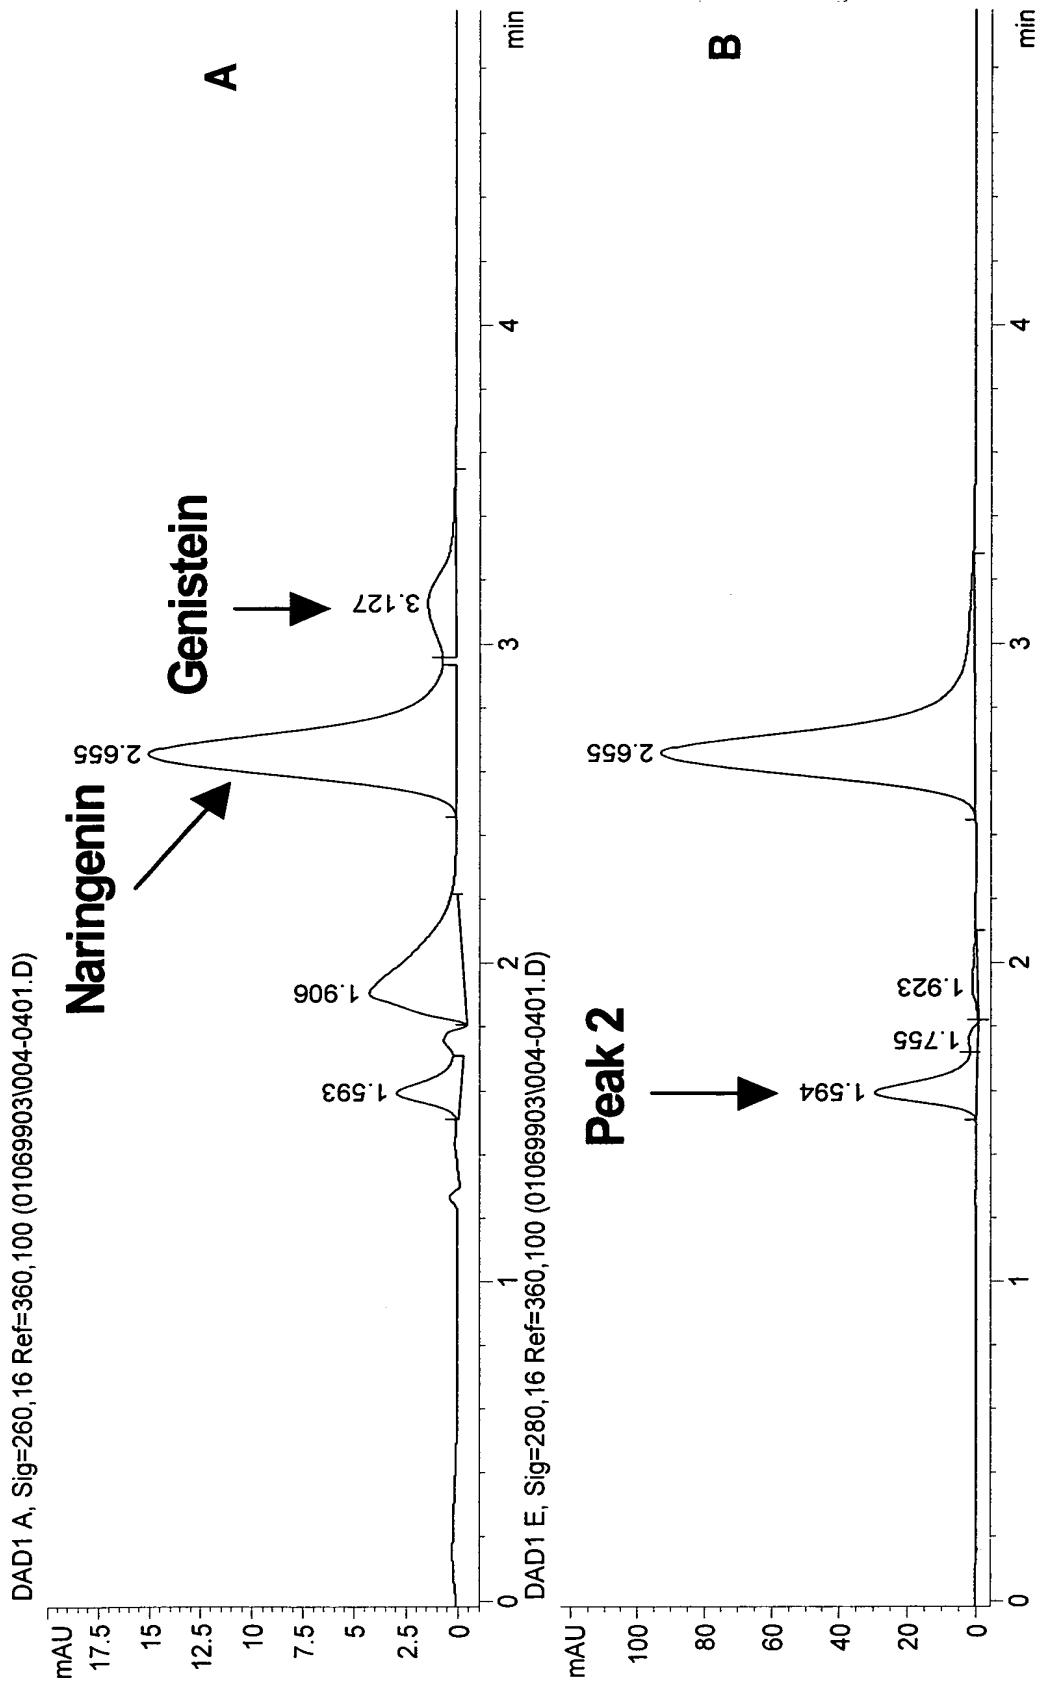 DAD1 A, Sig=260,16 Ref=360,100 (01069903\004-0401.D)
mAU
17.5
15
12.5
10
7.5
5
2.5
0
Naringenin
Genistein
A
1.593
1.906
2.655
3.127
0
1
2
3
4
min
DAD1 E, Sig=280,16 Ref=360,100 (01069903\004-0401.D)
mAU
100
80
60
40
20
0
Peak 2
B
1.594
1.755
1.923
2.655
0
1
2
3
4
min